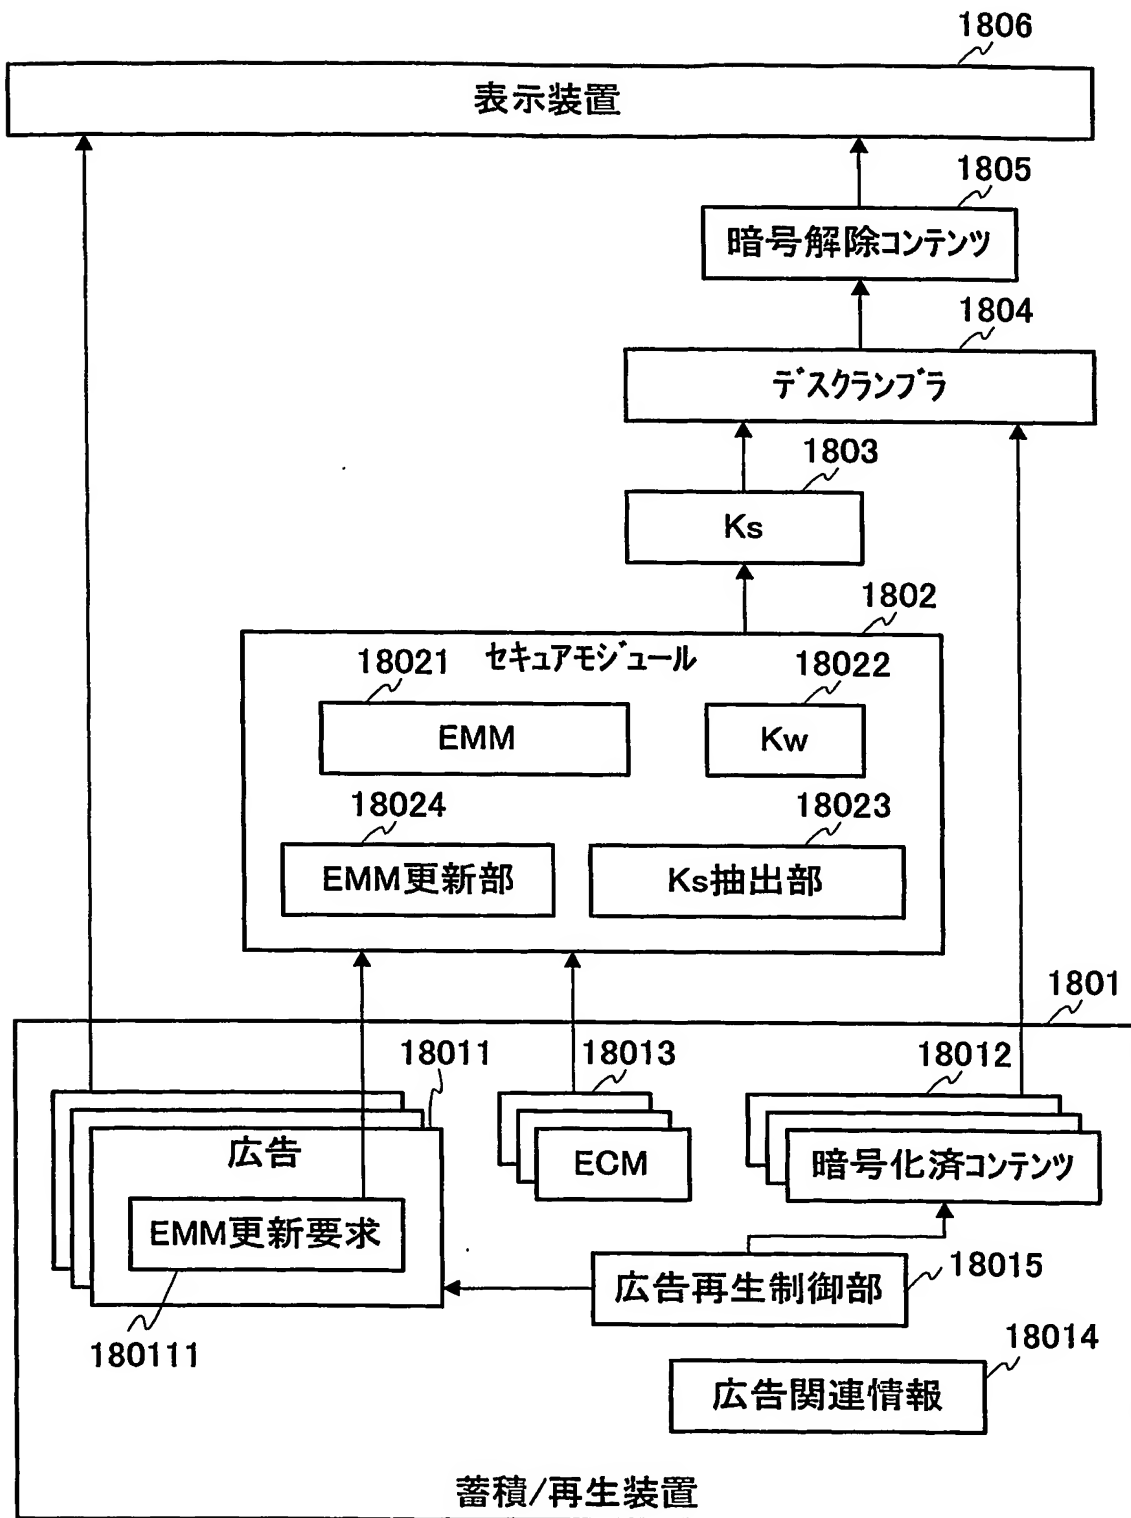 1806
表示装置
1805
暗号解除コンテンツ
1804
デスクランブラ
1803
Ks
1802
セキュアモジュール
18021
18022
EMM
Kw
18024
18023
EMM更新部
Ks抽出部
1801
18011
18013
18012
広告
ECM
暗号化済コンテンツ
EMM更新要求
広告再生制御部
18015
180111
18014
広告関連情報
蓄積/再生装置